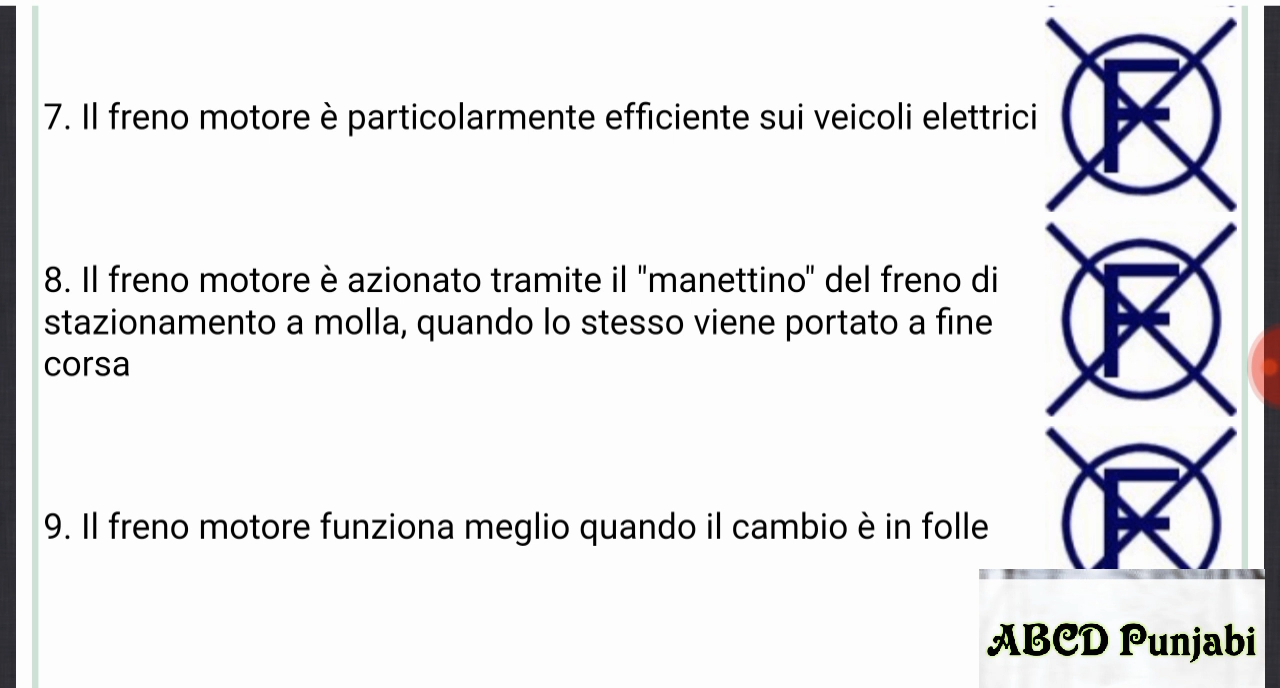 7. Il freno motore è particolarmente efficiente sui veicoli elettrici
F
8. Il freno motore è azionato tramite il "manettino" del freno di
stazionamento a molla, quando lo stesso viene portato a fine
corsa
F
9. Il freno motore funziona meglio quando il cambio è in folle
F
ABCD Punjabi